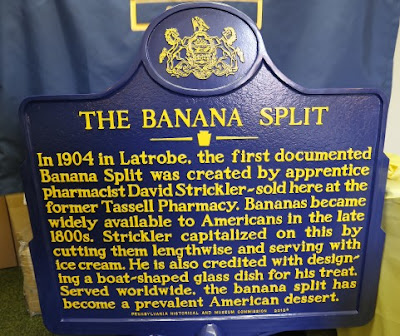 THE BANANA SPLIT
In 1904 in Latrobe, the first documented
Banana Split was created by apprentice
pharmacist David Strickler-sold here at the
former Tassell Pharmacy. Bananas became
widely available to Americans in the late
1800s. Strickler capitalized on this by
cutting them lengthwise and serving with
ice cream. He is also credited with design-
ing a boat-shaped glass dish for his treat.
Served worldwide, the banana split has
become a prevalent American dessert.
PENNSYLVANIA HISTORICAL AND MUSEUM COMMISSION